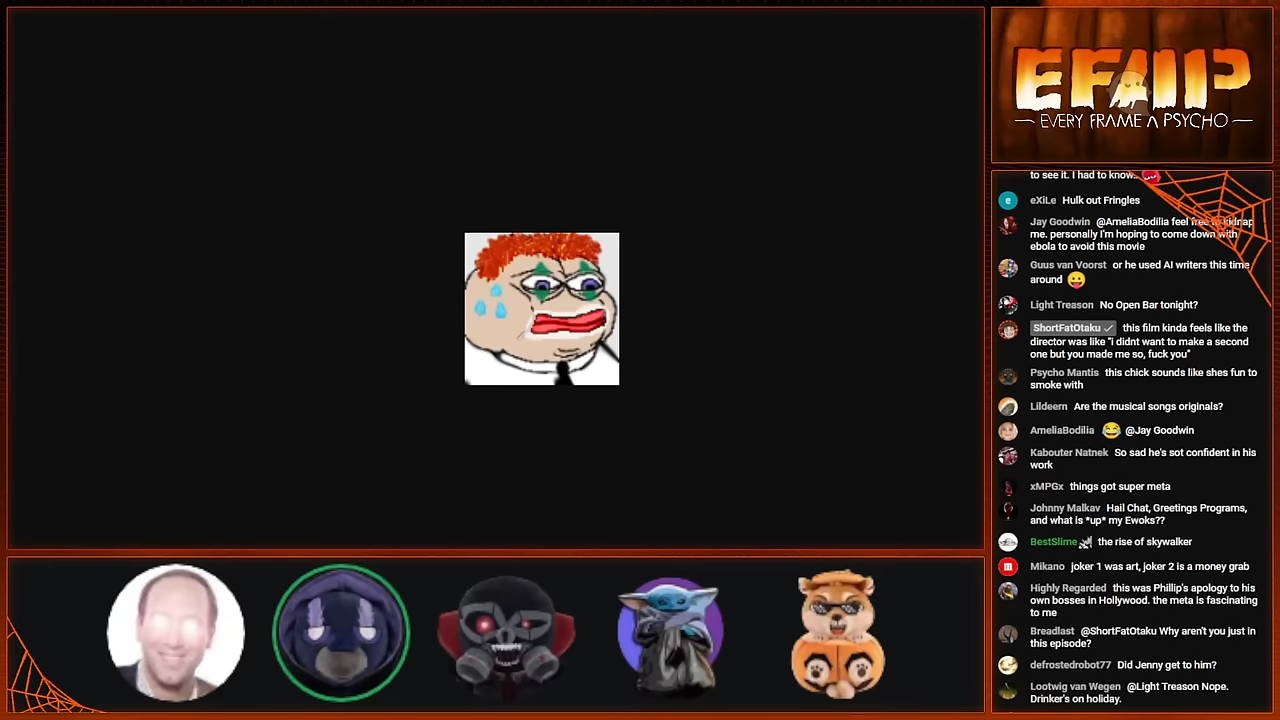 EFAP
EVERY FRAME A PSYCHO
to see it. I had to know..
e
eXiLe Hulk out Fringles
Jay Goodwin @AmeliaBodilia feel free to kidnap
me. personally I'm hoping to come down with
ebola to avoid this movie
Guus van Voorst or he used AI writers this time
around
Light Treason No Open Bar tonight?
ShortFatOtaku this film kinda feels like the
director was like "i didnt want to make a second
one but you made me so, fuck you"
Psycho Mantis this chick sounds like shes fun to
smoke with
Lildeern Are the musical songs originals?
AmeliaBodilia @Jay Goodwin
Kabouter Natnek So sad he's sot confident in his
work
xMPGx things got super meta
Johnny Malkav Hail Chat, Greetings Programs,
and what is *up* my Ewoks??
BestSlime the rise of skywalker
m
Mikano joker 1 was art, joker 2 is a money grab
Highly Regarded this was Phillip's apology to his
own bosses in Hollywood. the meta is fascinating
to me
Breadlast @ShortFatOtaku Why aren't you just in
this episode?
defrostedrobot77 Did Jenny get to him?
Lootwig van Wegen @Light Treason Nope.
Drinker's on holiday.